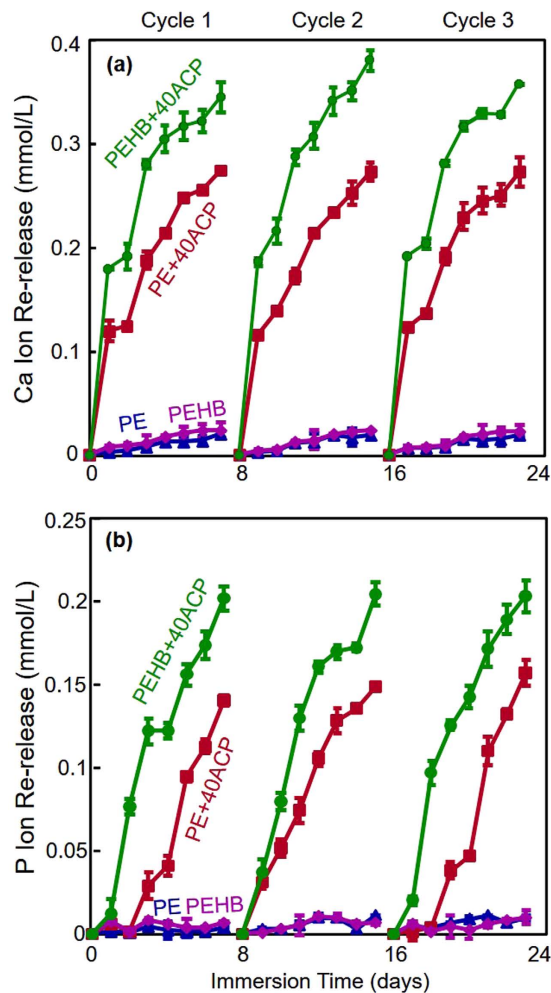 Cycle 1 Cycle 2 Cycle 3
(a)
Ca Ion Re-release (mmol/L)
0.4
0.3
0.2
0.1
0
PEHB+40ACP
PE+40ACP
PE PEHB
0 8 16 24
(b)
P Ion Re-release (mmol/L)
0.25
0.2
0.15
0.1
0.05
0
PEHB+40ACP
PE+40ACP
PE PEHB
0 8 16 24
Immersion Time (days)